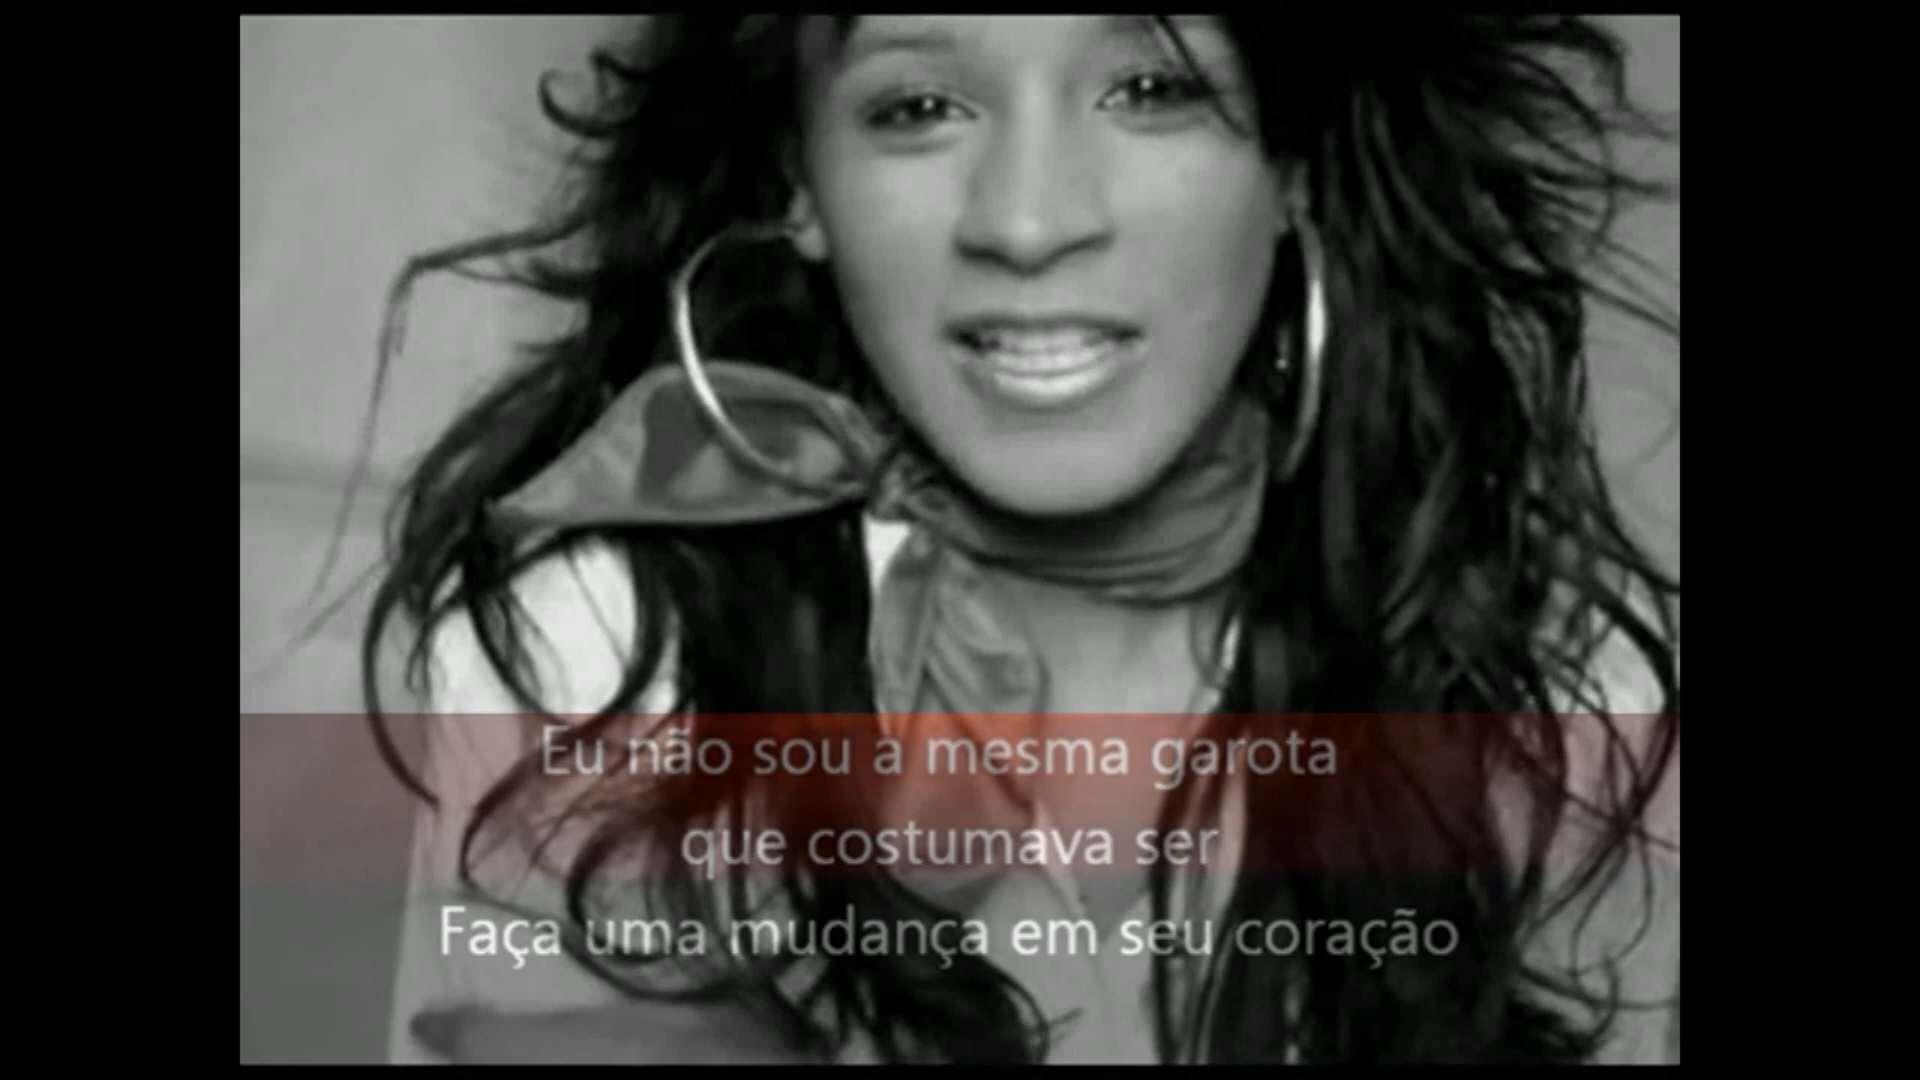 Eu não sou a mesma garota
que costumava ser
Faça uma mudança em seu coração